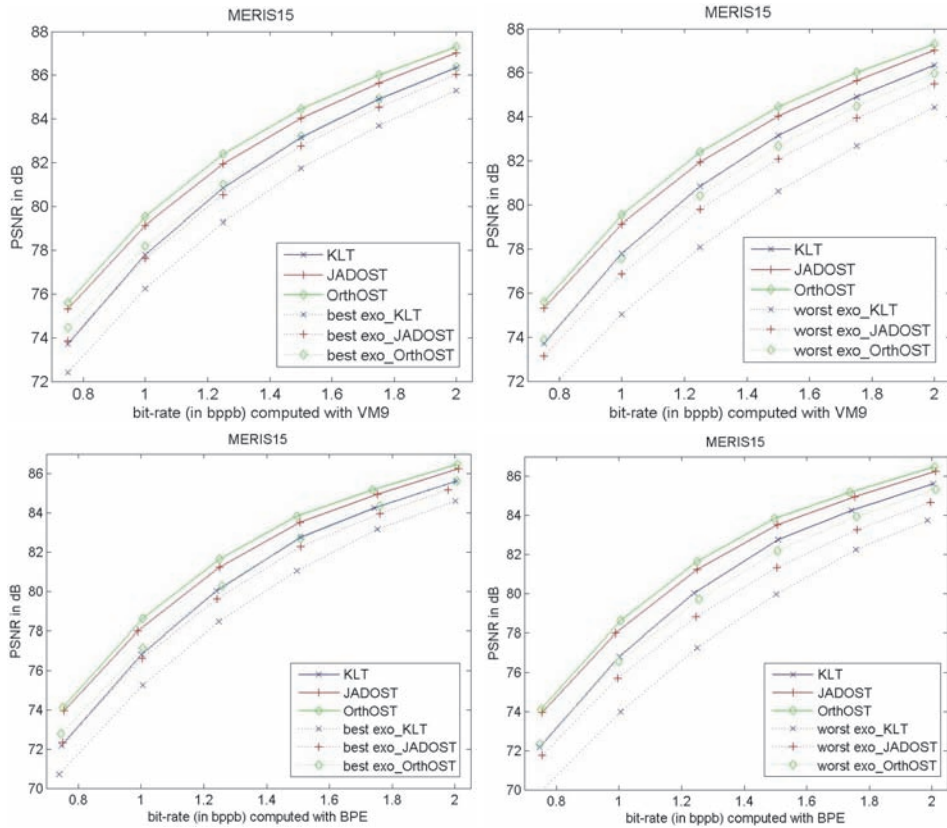 MERIS15
88
86
84
82
80
78
76
74
72
PSNR in dB
0.8
1
1.2
1.4
1.6
1.8
2
bit-rate (in bppb) computed with VM9
KLT
JADOST
OrthOST
best exo_KLT
best exo_JADOST
best exo_OrthOST
MERIS15
88
86
84
82
80
78
76
74
72
PSNR in dB
0.8
1
1.2
1.4
1.6
1.8
2
bit-rate (in bppb) computed with VM9
KLT
JADOST
OrthOST
worst exo_KLT
worst exo_JADOST
worst exo_OrthOST
MERIS15
86
84
82
80
78
76
74
72
70
PSNR in dB
0.8
1
1.2
1.4
1.6
1.8
2
bit-rate (in bppb) computed with BPE
KLT
JADOST
OrthOST
best exo_KLT
best exo_JADOST
best exo_OrthOST
MERIS15
86
84
82
80
78
76
74
72
70
PSNR in dB
0.8
1
1.2
1.4
1.6
1.8
2
bit-rate (in bppb) computed with BPE
KLT
JADOST
OrthOST
worst exo_KLT
worst exo_JADOST
worst exo_OrthOST